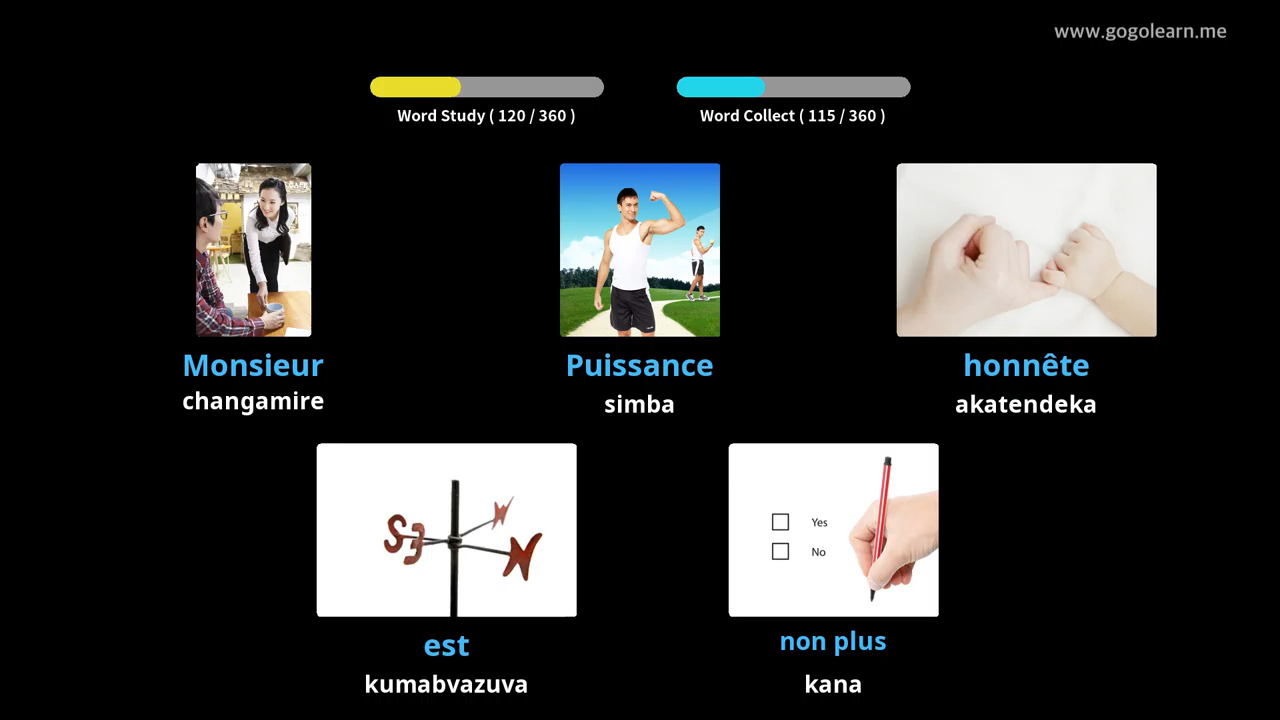 www.gogolearn.me
Word Study ( 120 / 360 )
Word Collect ( 115 / 360 )
Monsieur
changamire
Puissance
simba
honnête
akatendeka
S E N
Yes
No
est
kumabvazuva
non plus
kana